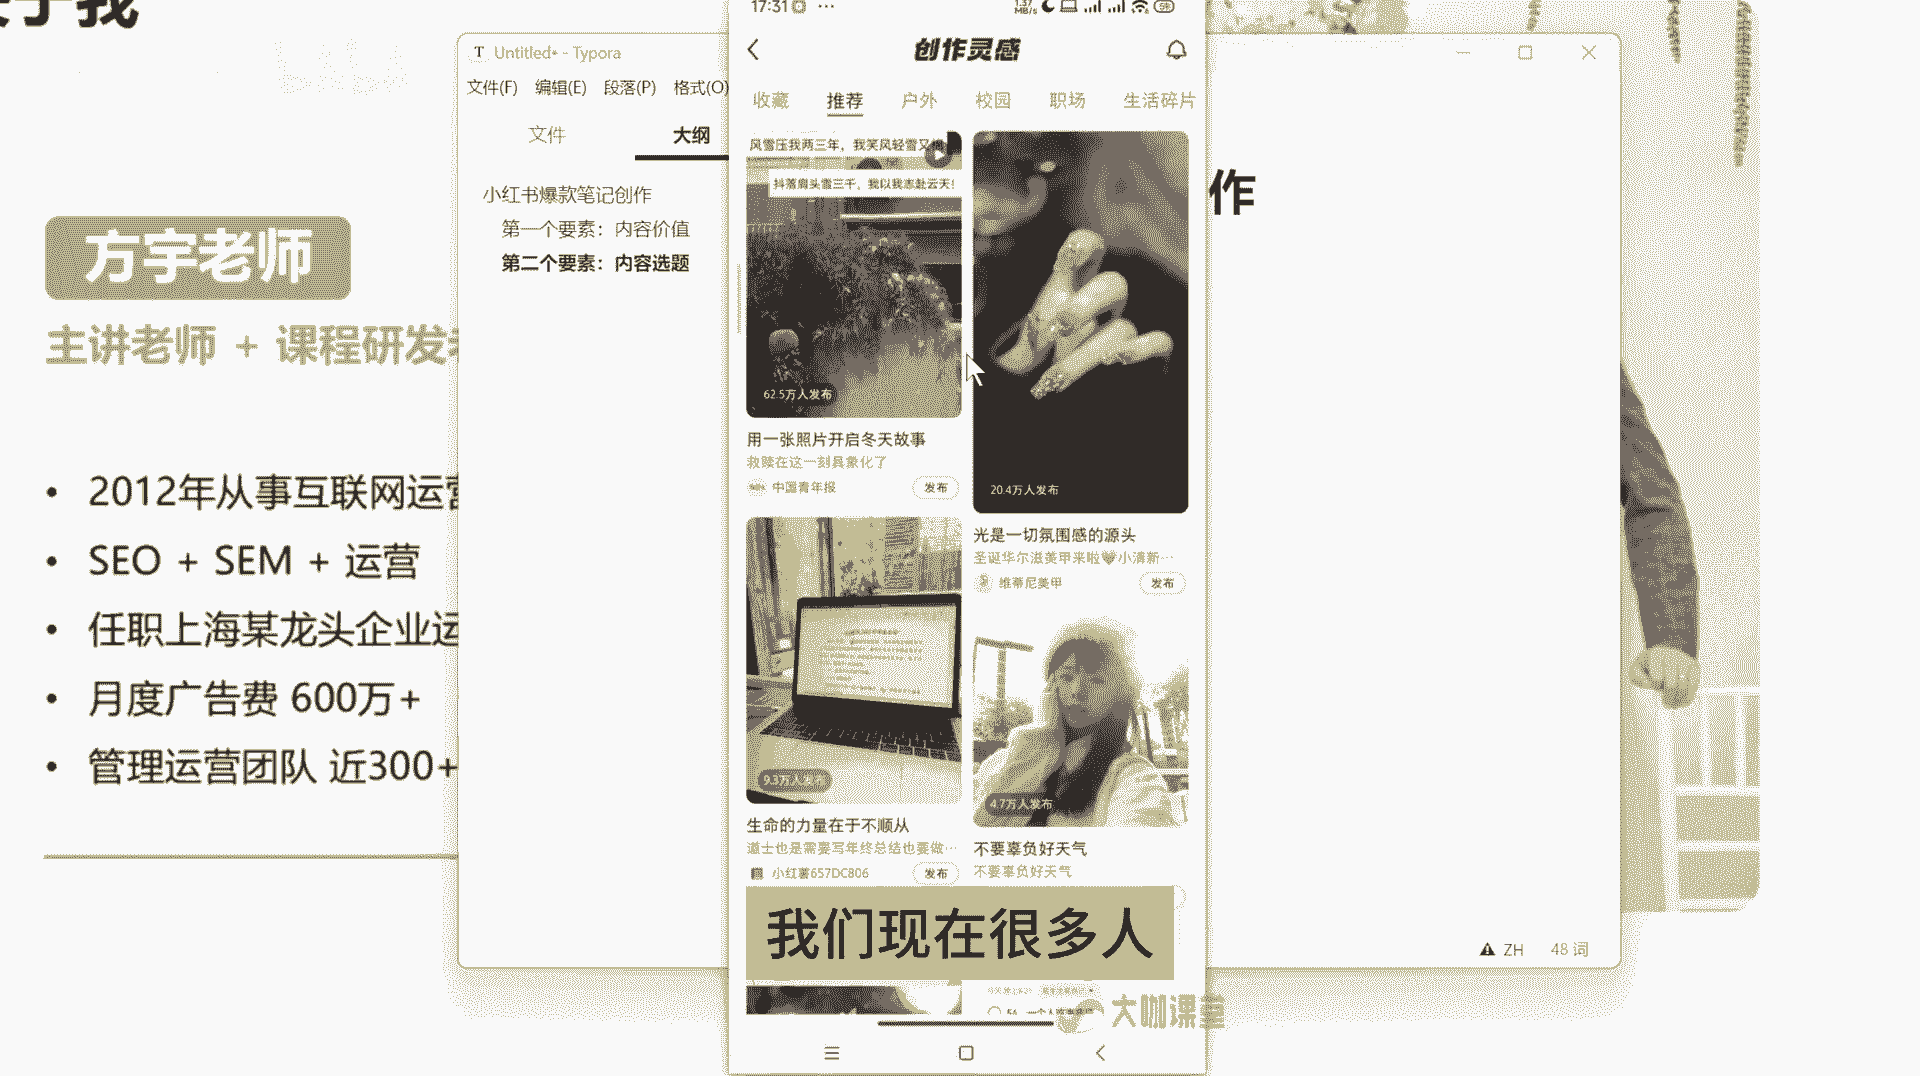 关于我
方宇老师
主讲老师 + 课程研发
• 2012年从事互联网运营
• SEO + SEM + 运营
• 任职上海某龙头企业运
• 月度广告费 600万+
• 管理运营团队 近300+
Untitled• - Typora
文件(F) 编辑(E) 段落(P) 格式(O)
文件 大纲
小红书爆款笔记创作
第一个要素：内容价值
第二个要素：内容选题
作
ZH 48 词
17:31
创作灵感
收藏 推荐 户外 校园 职场 生活碎片
风雪压我两三年，我笑风轻雪又
抖落肩头雪三千，我以我志赴云天！
62.5万人发布
用一张照片开启冬天故事
救赎在这一刻具象化了
中国青年报 发布
20.4万人发布
光是一切氛围感的源头
圣诞华尔滋美甲来啦🖤小清新…
维蒂尼美甲 发布
9.3万人发布
生命的力量在于不顺从
道士也是需要写年终总结也要做…
小红薯657DC806 发布
4.7万人发布
不要辜负好天气
不要辜负好天气
我们现在很多人
大咖课堂